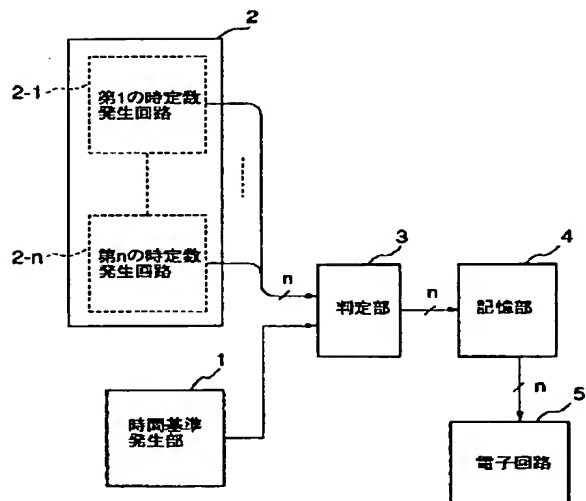 2
2-1
第1の時定数
発生回路
2-n
第nの時定数
発生回路
n
3
判定部
n
4
記憶部
1
時間基準
発生部
n
5
電子回路